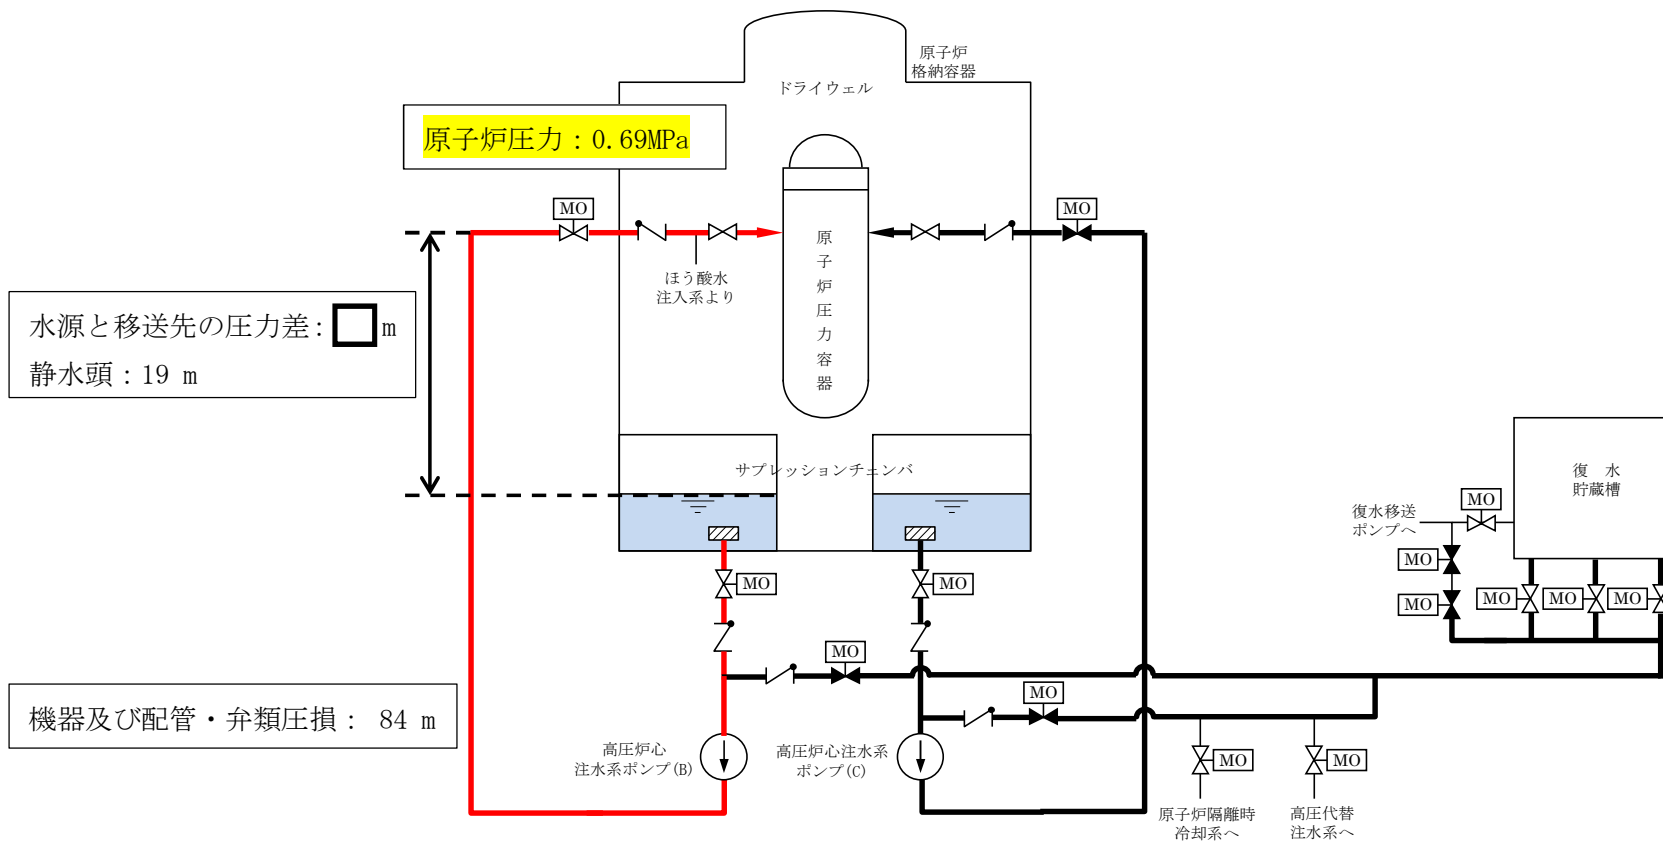 原子炉
格納容器
ドライウェル
原子炉圧力：0.69MPa
MO
MO
原子炉圧力容器
ほう酸水
注入系より
水源と移送先の圧力差： m
静水頭：19 m
サプレッションチェンバ
復　水
貯蔵槽
MO
復水移送
ポンプへ
MO
MO
MO
MO
MO
MO
MO
MO
MO
機器及び配管・弁類圧損： 84 m
高圧炉心
注水系ポンプ(B)
高圧炉心注水系
ポンプ(C)
MO
MO
原子炉隔離時
冷却系へ
高圧代替
注水系へ